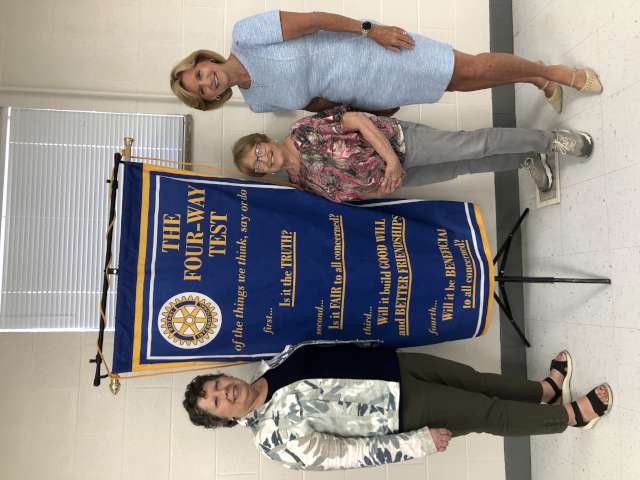 THE
FOUR-WAY
TEST
of the things we think, say or do
first...
Is it the TRUTH?
second...
Is it FAIR to all concerned?
third...
Will it build GOOD WILL
and BETTER FRIENDSHIPS
fourth...
Will it be BENEFICIAL
to all concerned?